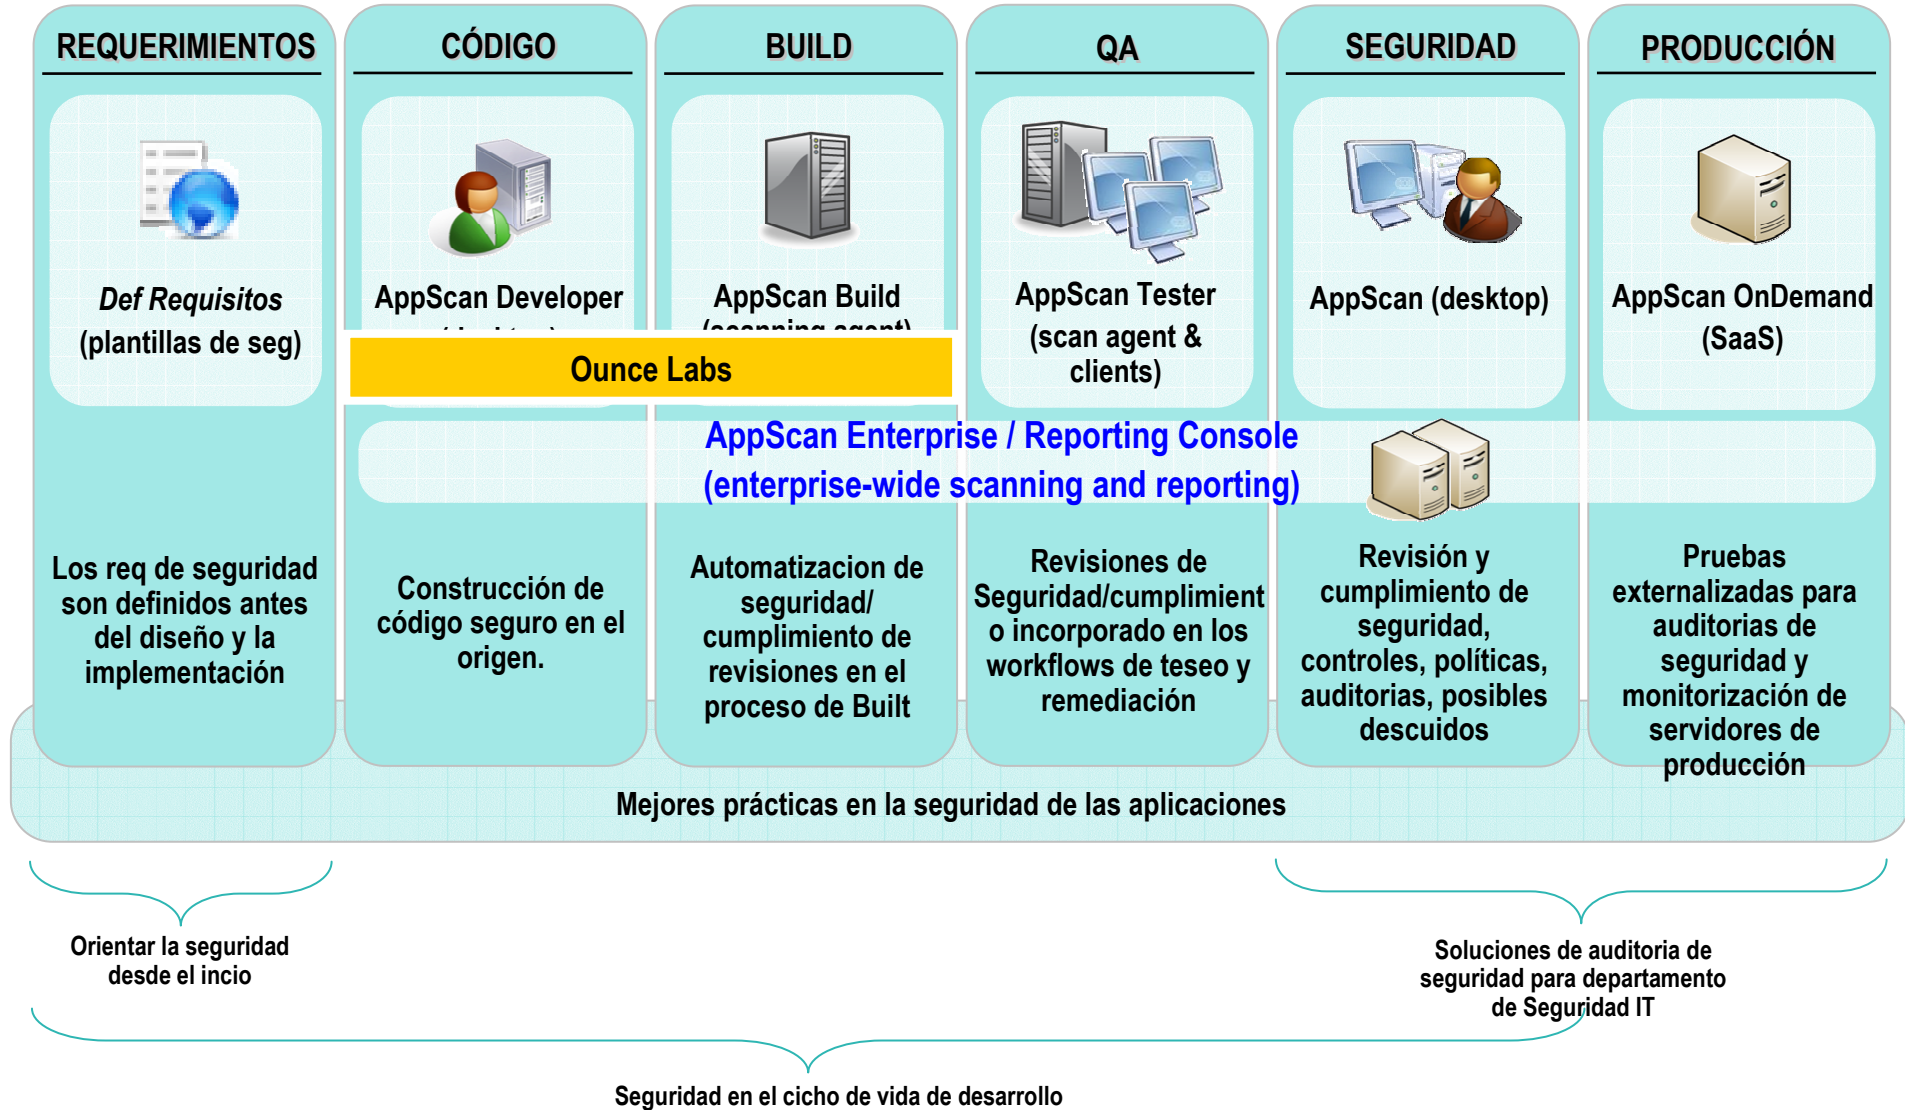 REQUERIMIENTOS
Def Requisitos
(plantillas de seg)
Los req de seguridad
son definidos antes
del diseño y la
implementación
CÓDIGO
AppScan Developer
Construcción de
código seguro en el
origen.
BUILD
AppScan Build
(scanning agent)
Automatizacion de
seguridad/
cumplimiento de
revisiones en el
proceso de Built
Ounce Labs
QA
AppScan Tester
(scan agent &
clients)
Revisiones de
Seguridad/cumplimient
o incorporado en los
workflows de teseo y
remediación
SEGURIDAD
AppScan (desktop)
Revisión y
cumplimiento de
seguridad,
controles, políticas,
auditorias, posibles
descuidos
PRODUCCIÓN
AppScan OnDemand
(SaaS)
Pruebas
externalizadas para
auditorias de
seguridad y
monitorización de
servidores de
producción
AppScan Enterprise / Reporting Console
(enterprise-wide scanning and reporting)
Mejores prácticas en la seguridad de las aplicaciones
Orientar la seguridad
desde el incio
Soluciones de auditoria de
seguridad para departamento
de Seguridad IT
Seguridad en el cicho de vida de desarrollo